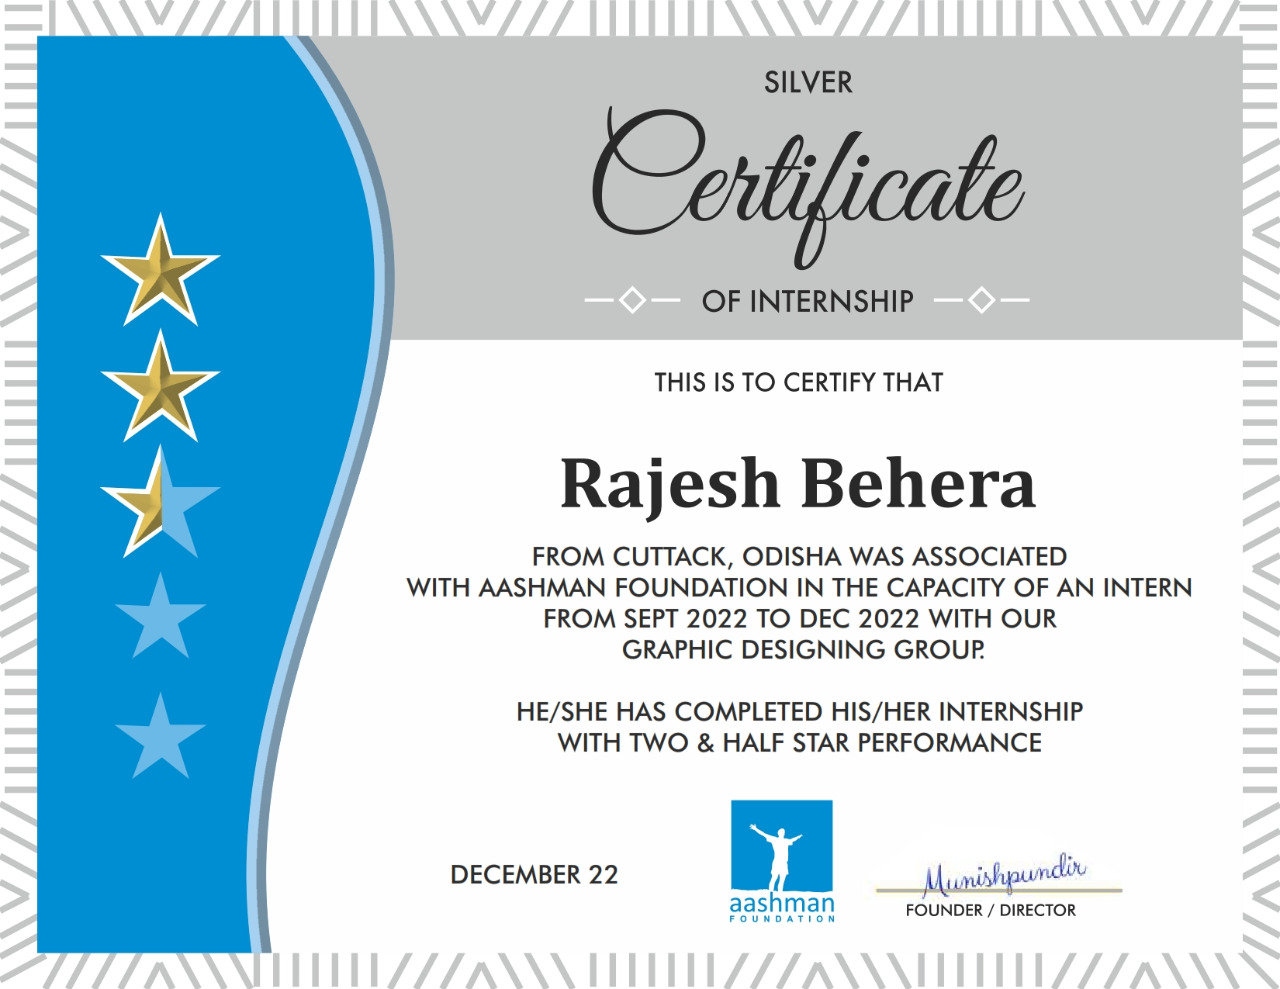 SILVER
Certificate
OF INTERNSHIP
THIS IS TO CERTIFY THAT
Rajesh Behera
FROM CUTTACK, ODISHA WAS ASSOCIATED
WITH AASHMAN FOUNDATION IN THE CAPACITY OF AN INTERN
FROM SEPT 2022 TO DEC 2022 WITH OUR
GRAPHIC DESIGNING GROUP.
HE/SHE HAS COMPLETED HIS/HER INTERNSHIP
WITH TWO & HALF STAR PERFORMANCE
DECEMBER 22
aashman
FOUNDATION
Munishpundir
FOUNDER / DIRECTOR